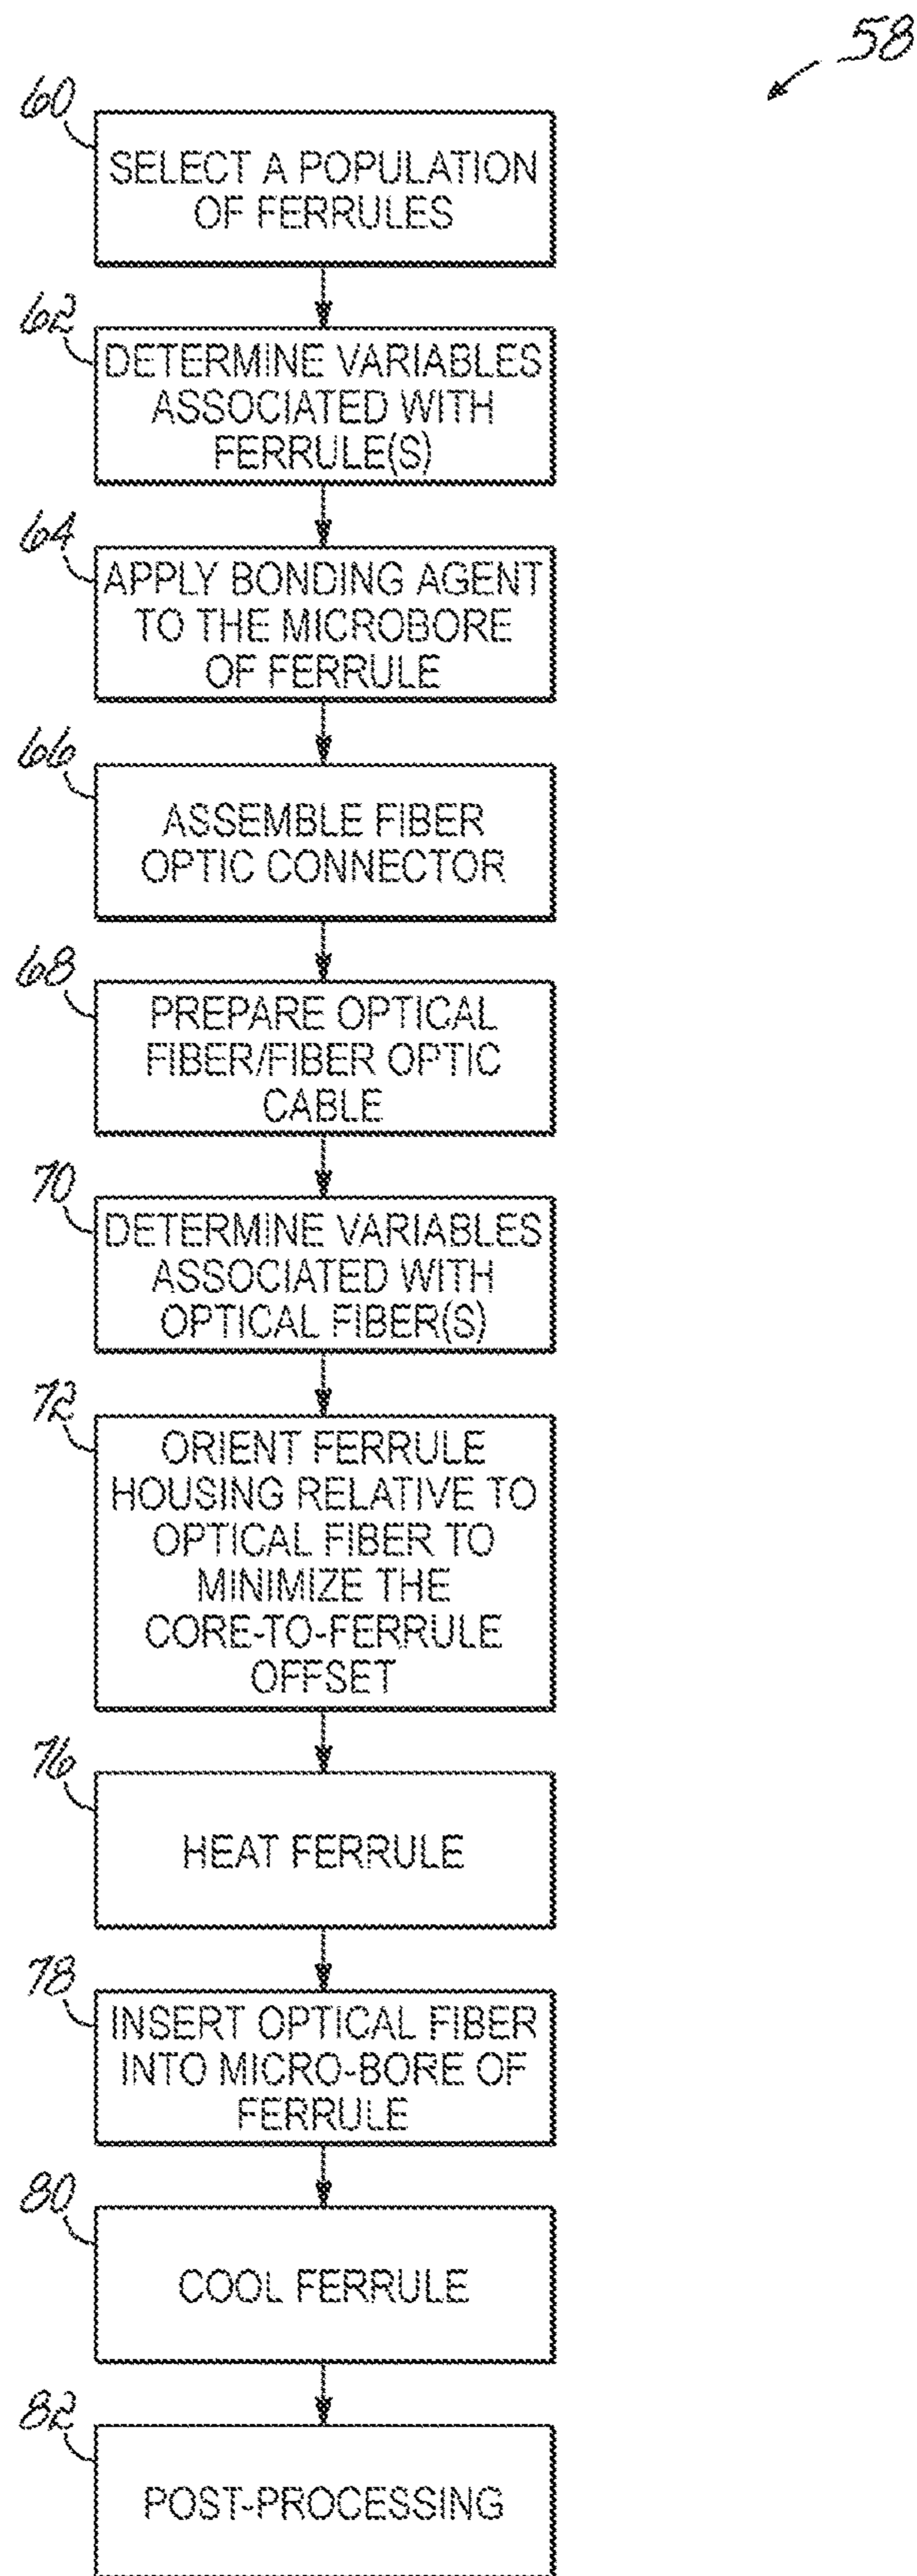 58
60
SELECT A POPULATION
OF FERRULES
62
DETERMINE VARIABLES
ASSOCIATED WITH
FERRULE(S)
64
APPLY BONDING AGENT
TO THE MICROBORE
OF FERRULE
66
ASSEMBLE FIBER
OPTIC CONNECTOR
68
PREPARE OPTICAL
FIBER/FIBER OPTIC
CABLE
70
DETERMINE VARIABLES
ASSOCIATED WITH
OPTICAL FIBER(S)
72
ORIENT FERRULE
HOUSING RELATIVE TO
OPTICAL FIBER TO
MINIMIZE THE
CORE-TO-FERRULE
OFFSET
76
HEAT FERRULE
78
INSERT OPTICAL FIBER
INTO MICRO-BORE OF
FERRULE
80
COOL FERRULE
82
POST-PROCESSING